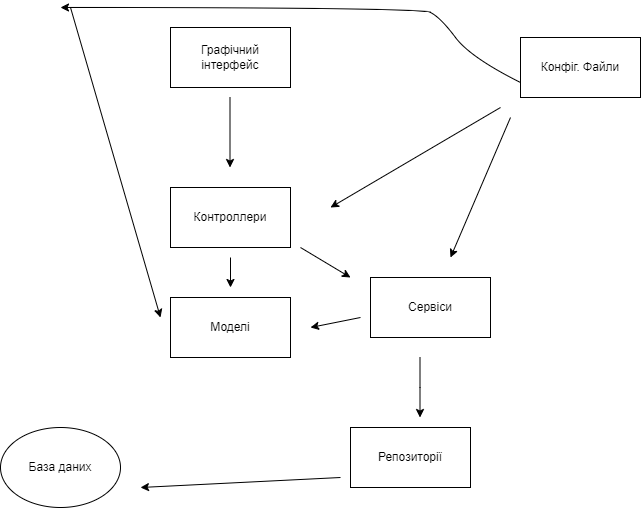 Графічний
інтерфейс
Конфіг. Файли
Контроллери
Сервіси
Моделі
Репозиторії
База даних